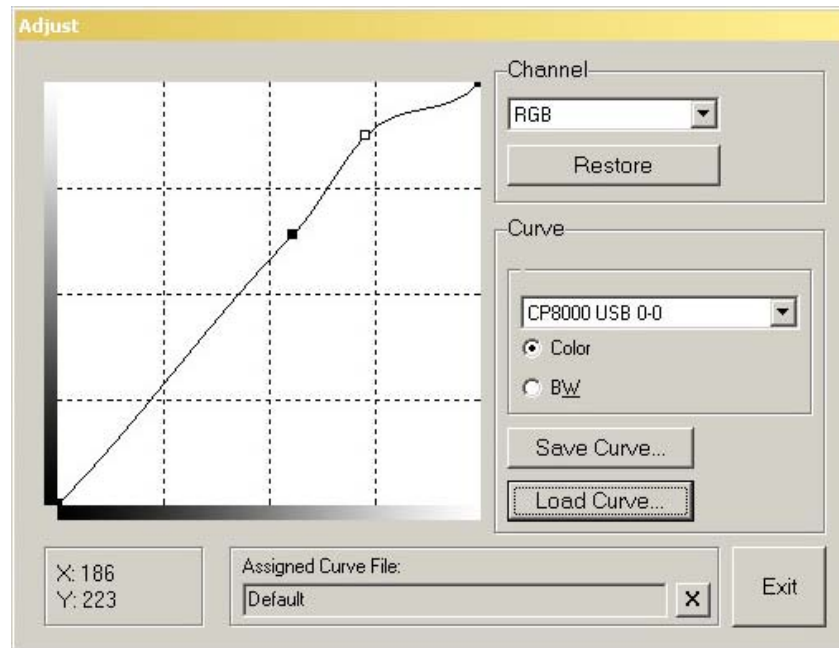 Adjust
Channel
RGB
Restore
Curve
CP8000 USB 0-0
Color
BW
Save Curve...
Load Curve...
X: 186
Y: 223
Assigned Curve File:
Default
X
Exit